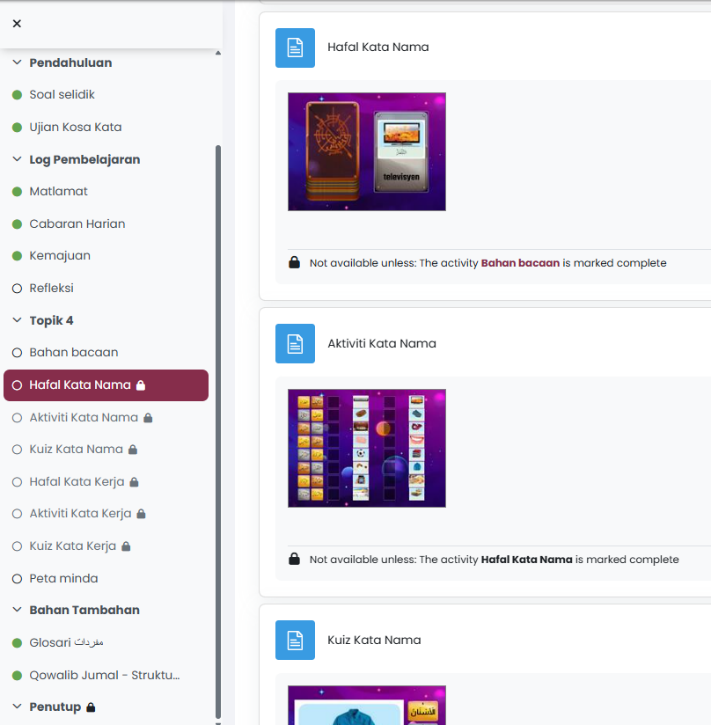 Pendahuluan
Soal selidik
Ujian Kosa Kata
Log Pembelajaran
Matlamat
Cabaran Harian
Kemajuan
Refleksi
Topik 4
Bahan bacaan
Hafal Kata Nama
Aktiviti Kata Nama
Kuiz Kata Nama
Hafal Kata Kerja
Aktiviti Kata Kerja
Kuiz Kata Kerja
Peta minda
Bahan Tambahan
Glosari مفردات
Qowalib Jumal - Struktu...
Penutup
Hafal Kata Nama
televisyen
Not available unless: The activity Bahan bacaan is marked complete
Aktiviti Kata Nama
Not available unless: The activity Hafal Kata Nama is marked complete
Kuiz Kata Nama